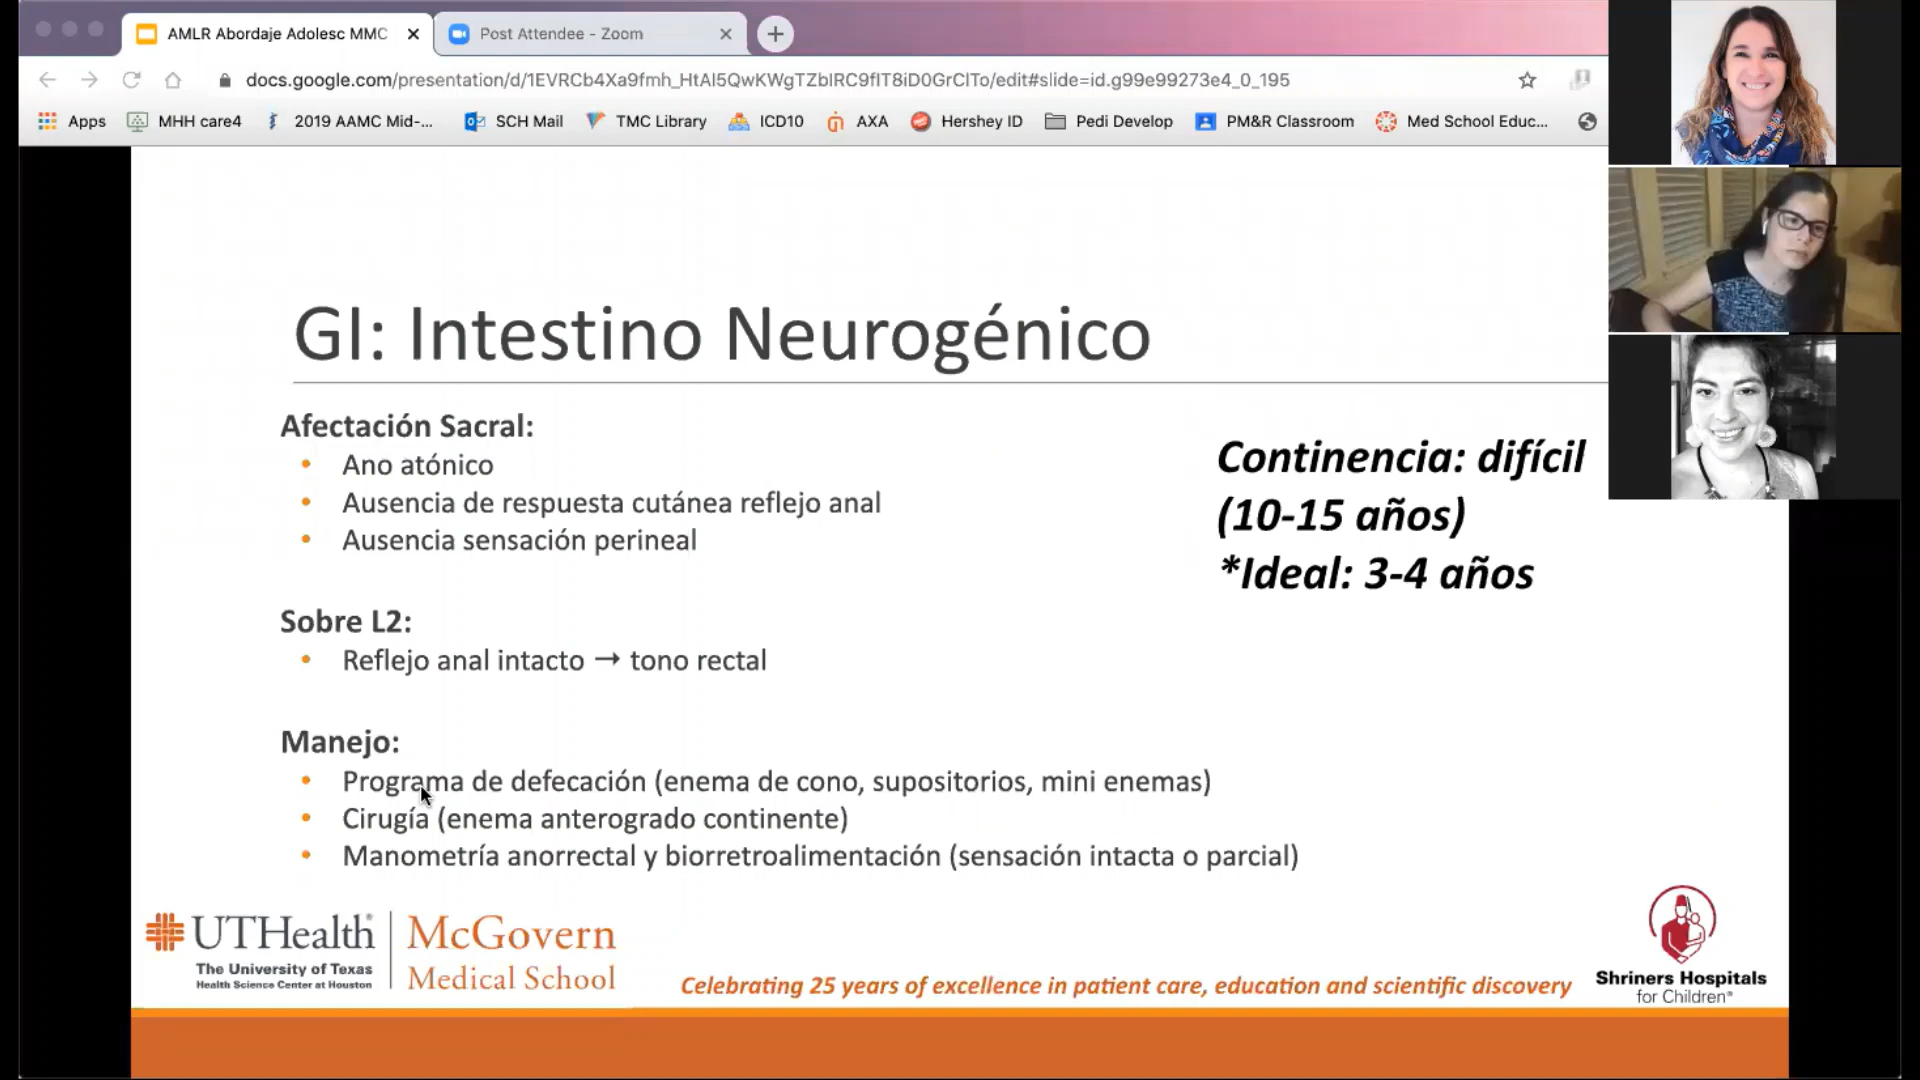 AMLR Abordaje Adolesc MMC
Post Attendee - Zoom
docs.google.com/presentation/d/1EVRCb4Xa9fmh_HtAI5QwKWgTZbIRC9fIT8iD0GrCITo/edit#slide=id.g99e99273e4_0_195
Apps MHH care4 2019 AAMC Mid-... SCH Mail TMC Library ICD10 AXA Hershey ID Pedi Develop PM&R Classroom Med School Educ...
GI: Intestino Neurogénico
Afectación Sacral:
• Ano atónico
• Ausencia de respuesta cutánea reflejo anal
• Ausencia sensación perineal
Continencia: difícil
(10-15 años)
*Ideal: 3-4 años
Sobre L2:
• Reflejo anal intacto → tono rectal
Manejo:
• Programa de defecación (enema de cono, supositorios, mini enemas)
• Cirugía (enema anterogrado continente)
• Manometría anorrectal y biorretroalimentación (sensación intacta o parcial)
UTHealth®
The University of Texas
Health Science Center at Houston
McGovern
Medical School
Celebrating 25 years of excellence in patient care, education and scientific discovery
Shriners Hospitals
for Children®